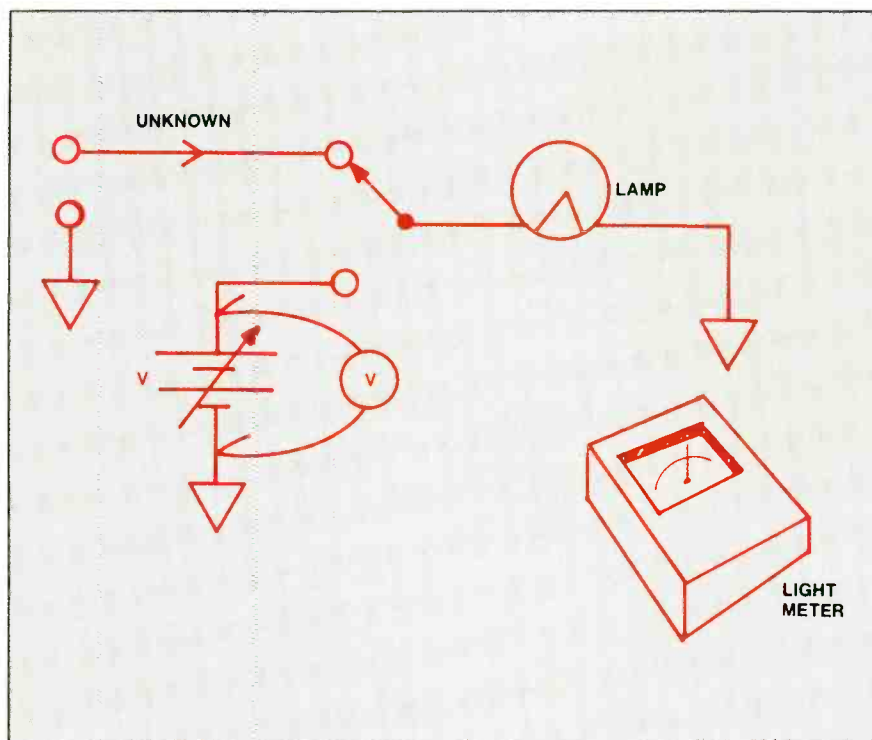 UNKNOWN
LAMP
V
V
LIGHT
METER